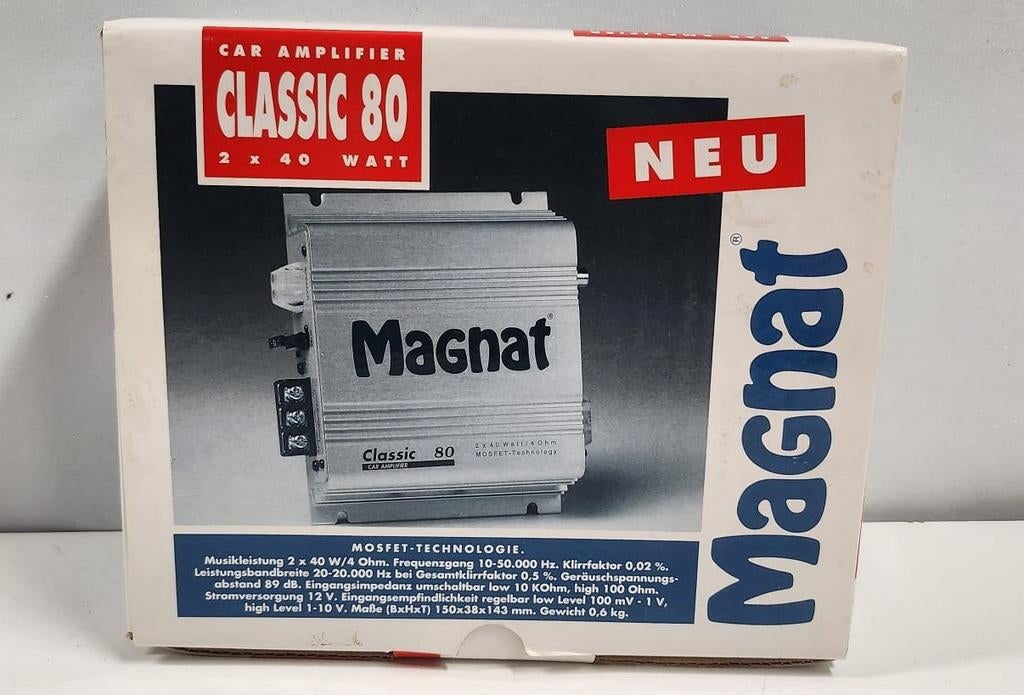 CAR AMPLIFIER
CLASSIC 80
2 x 40 WATT
NEU
Magnat®
Magnat®
Classic 80
CAR AMPLIFIER
2 x 40 Watt/4 Ohm
MOSFET-Technology
MOSFET-TECHNOLOGIE.
Musikleistung 2 x 40 W/4 Ohm. Frequenzgang 10-50.000 Hz. Klirrfaktor 0,02 %.
Leistungsbandbreite 20-20.000 Hz bei Gesamtklirrfaktor 0,5 %. Geräuschspannungs-
abstand 89 dB. Eingangsimpedanz umschaltbar low 10 KOhm, high 100 Ohm.
Stromversorgung 12 V. Eingangsempfindlichkeit regelbar low Level 100 mV - 1 V,
high Level 1-10 V. Maße (BxHxT) 150x38x143 mm. Gewicht 0,6 kg.